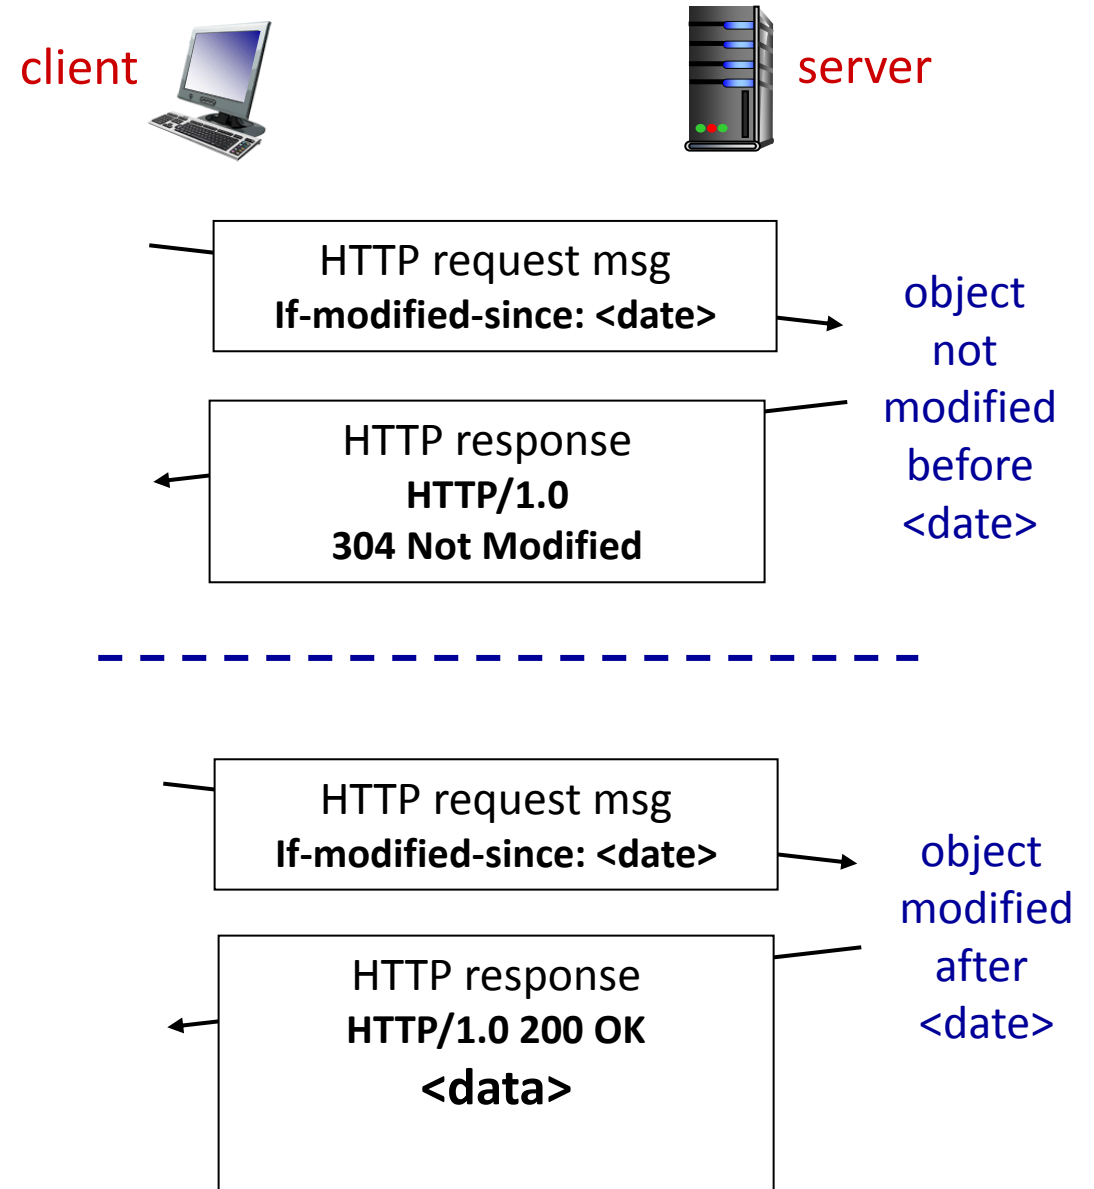 client
server
HTTP request msg
If-modified-since: <date>
object
not
modified
before
<date>
HTTP response
HTTP/1.0
304 Not Modified
HTTP request msg
If-modified-since: <date>
object
modified
after
<date>
HTTP response
HTTP/1.0 200 OK
<data>